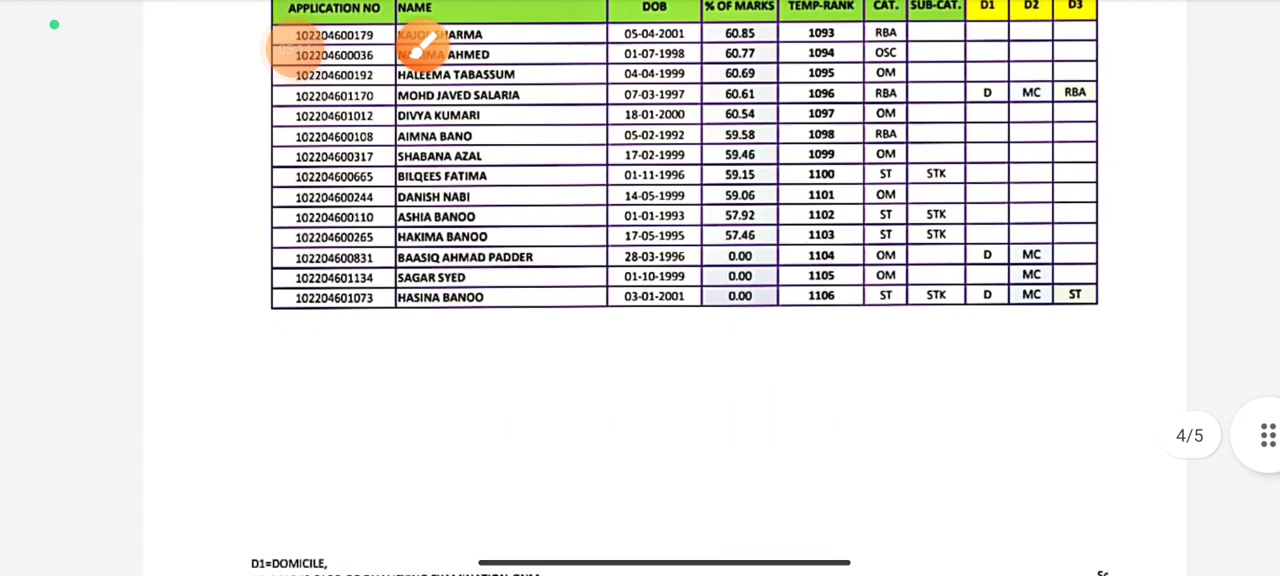 APPLICATION NO NAME DOB % OF MARKS TEMP-RANK CAT. SUB-CAT. D1 D2 D3
102204600179 SHARMA 05-04-2001 60.85 1093 RBA
102204600036 AHMED 01-07-1998 60.77 1094 OSC
102204600192 HALEEMA TABASSUM 04-04-1999 60.69 1095 OM
102204601170 MOHD JAVED SALARIA 07-03-1997 60.61 1096 RBA D MC RBA
102204601012 DIVYA KUMARI 18-01-2000 60.54 1097 OM
102204600108 AIMNA BANO 05-02-1992 59.58 1098 RBA
102204600317 SHABANA AZAL 17-02-1999 59.46 1099 OM
102204600665 BILQEES FATIMA 01-11-1996 59.15 1100 ST STK
102204600244 DANISH NABI 14-05-1999 59.06 1101 OM
102204600110 ASHIA BANOO 01-01-1993 57.92 1102 ST STK
102204600265 HAKIMA BANOO 17-05-1995 57.46 1103 ST STK
102204600831 BAASIQ AHMAD PADDER 28-03-1996 0.00 1104 OM D MC
102204601134 SAGAR SYED 01-10-1999 0.00 1105 OM MC
102204601073 HASINA BANOO 03-01-2001 0.00 1106 ST STK D MC ST
4/5
D1=DOMICILE,